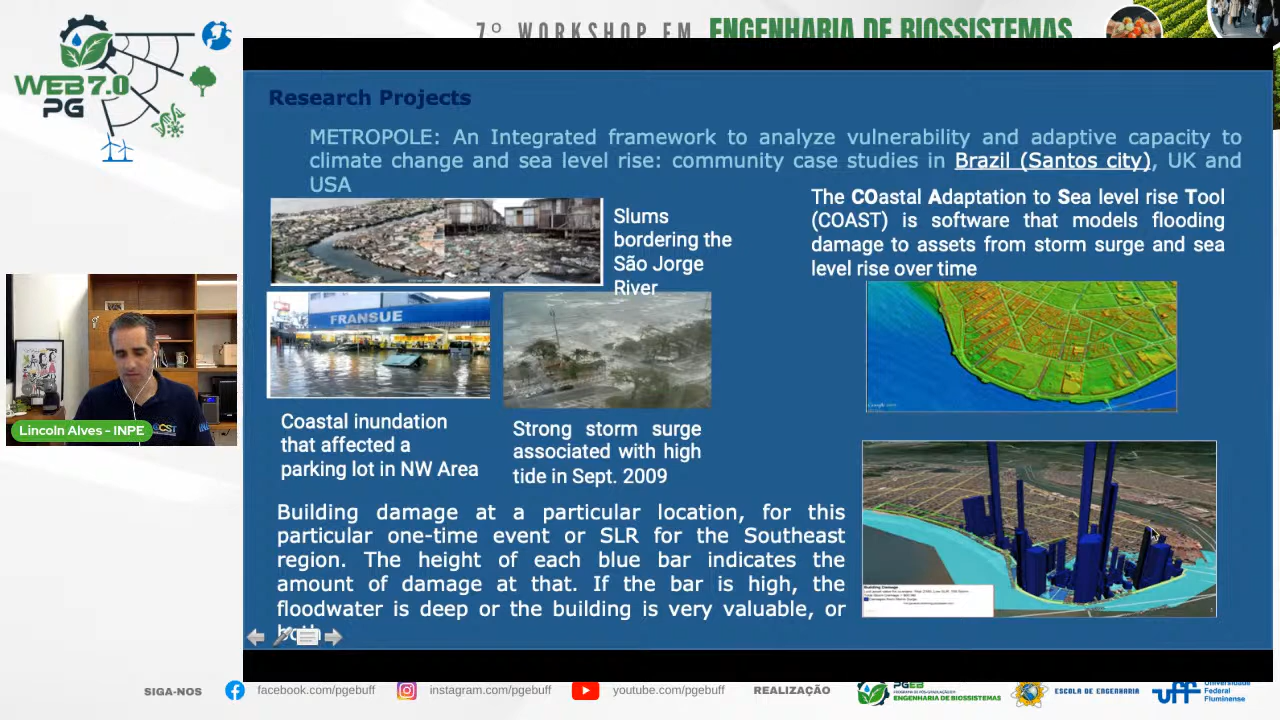 7º WORKSHOP EM ENGENHARIA DE BIOSSISTEMAS
WEB 7.0
PG
Research Projects
METROPOLE: An Integrated framework to analyze vulnerability and adaptive capacity to
climate change and sea level rise: community case studies in Brazil (Santos city), UK and
USA
Slums
bordering the
São Jorge
River
The COastal Adaptation to Sea level rise Tool
(COAST) is software that models flooding
damage to assets from storm surge and sea
level rise over time
FRANSUE
Coastal inundation
that affected a
parking lot in NW Area
Strong storm surge
associated with high
tide in Sept. 2009
Building damage at a particular location, for this
particular one-time event or SLR for the Southeast
region. The height of each blue bar indicates the
amount of damage at that. If the bar is high, the
floodwater is deep or the building is very valuable, or
both
Building Damage
Lincoln Alves - INPE
SIGA-NOS
facebook.com/pgebuff
instagram.com/pgebuff
youtube.com/pgebuff
REALIZAÇÃO
PGEB
ENGENHARIA DE BIOSSISTEMAS
ESCOLA DE ENGENHARIA
uff
Universidade
Federal
Fluminense